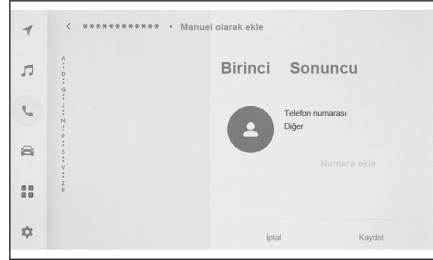 < ************ • Manuel olarak ekle
A
•
D
•
G
•
J
•
M
•
P
•
S
•
V
•
Z
#
Birinci Sonuncu
Telefon numarası
Diğer
Numara ekle
İptal Kaydet